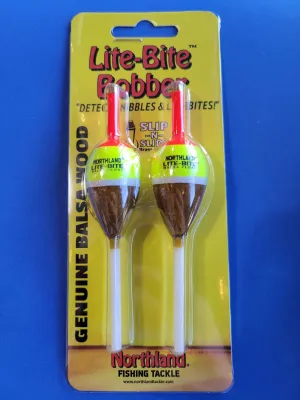 Lite-Bite™
Bobber
"DETECT NIBBLES & LITE-BITES!"
SLIP
-N-
SLIDE
GENUINE BALSA WOOD
NORTHLAND
LITE-BITE
NORTHLAND
LITE-BITE
Northland
FISHING TACKLE
www.northlandtackle.com